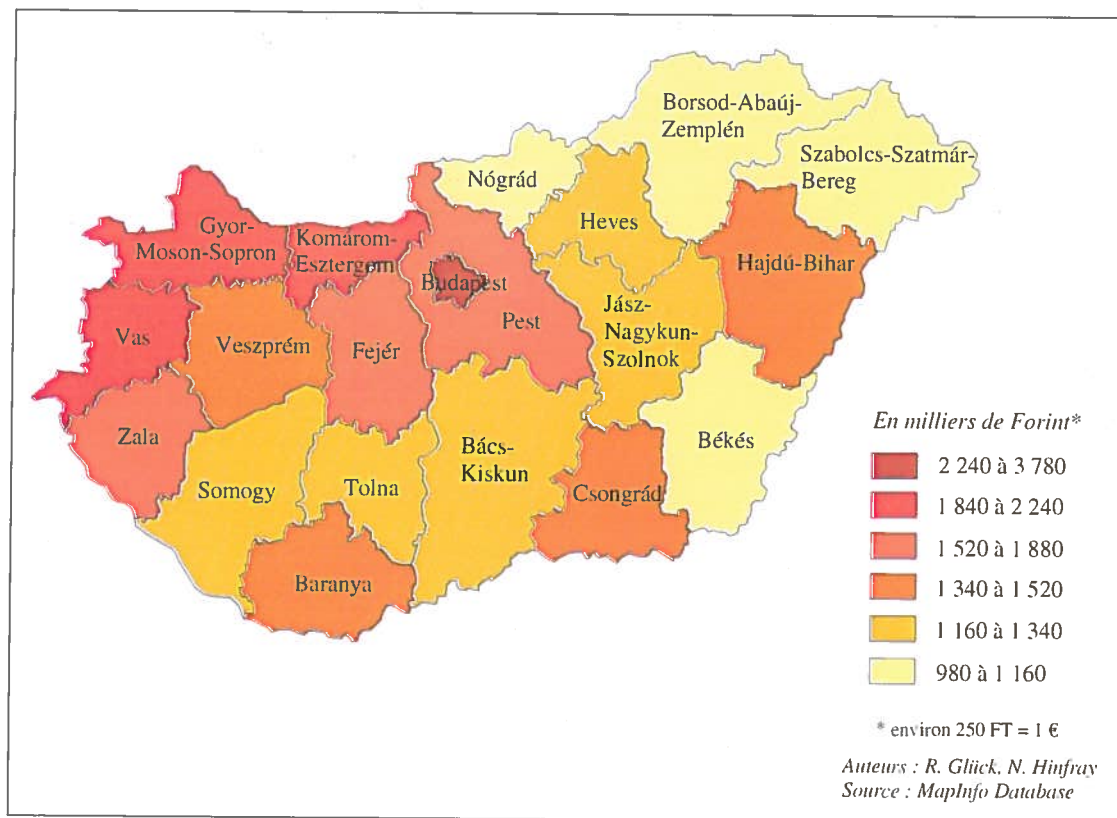 Borsod-Abaúj-
Zemplén
Szabolcs-Szatmár-
Bereg
Nógrád
Heves
Gyor-
Moson-Sopron
Komárom-
Esztergem
Hajdú-Bihar
Budapest
Pest
Jász-
Nagykun-
Szolnok
Vas
Veszprém
Fejér
Zala
Békés
Bács-
Kiskun
Somogy
Tolna
Csongrád
Baranya
En milliers de Forint*
2 240 à 3 780
1 840 à 2 240
1 520 à 1 880
1 340 à 1 520
1 160 à 1 340
980 à 1 160
* environ 250 FT = 1 €
Auteurs : R. Glück, N. Hinfray
Source : MapInfo Database